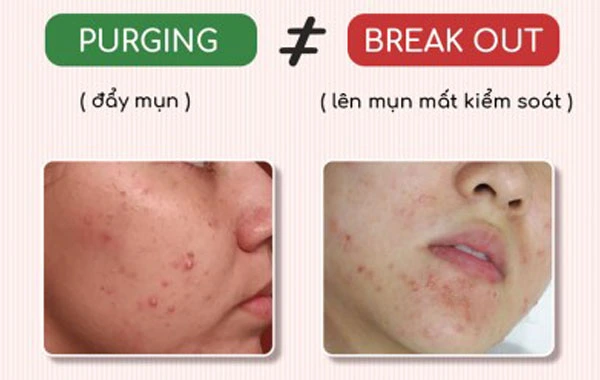 PURGING ≠ BREAK OUT
( đẩy mụn ) ( lên mụn mất kiểm soát )